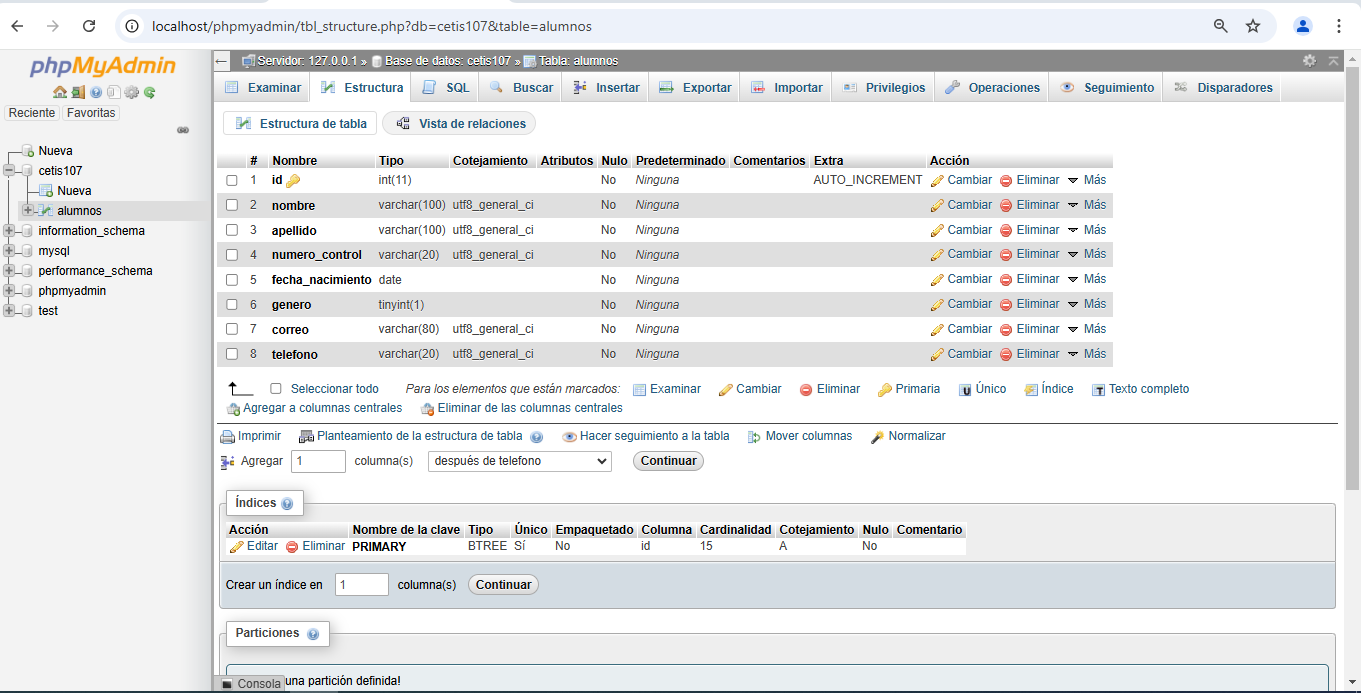 localhost/phpmyadmin/tbl_structure.php?db=cetis107&table=alumnos
phpMyAdmin
Reciente Favoritas
Nueva
cetis107
Nueva
alumnos
information_schema
mysql
performance_schema
phpmyadmin
test
Servidor: 127.0.0.1 » Base de datos: cetis107 » Tabla: alumnos
Examinar Estructura SQL Buscar Insertar Exportar Importar Privilegios Operaciones Seguimiento Disparadores
Estructura de tabla Vista de relaciones
# Nombre Tipo Cotejamiento Atributos Nulo Predeterminado Comentarios Extra Acción
1 id int(11) No Ninguna AUTO_INCREMENT Cambiar Eliminar Más
2 nombre varchar(100) utf8_general_ci No Ninguna Cambiar Eliminar Más
3 apellido varchar(100) utf8_general_ci No Ninguna Cambiar Eliminar Más
4 numero_control varchar(20) utf8_general_ci No Ninguna Cambiar Eliminar Más
5 fecha_nacimiento date No Ninguna Cambiar Eliminar Más
6 genero tinyint(1) No Ninguna Cambiar Eliminar Más
7 correo varchar(80) utf8_general_ci No Ninguna Cambiar Eliminar Más
8 telefono varchar(20) utf8_general_ci No Ninguna Cambiar Eliminar Más
Seleccionar todo Para los elementos que están marcados: Examinar Cambiar Eliminar Primaria Único Índice Texto completo
Agregar a columnas centrales Eliminar de las columnas centrales
Imprimir Planteamiento de la estructura de tabla Hacer seguimiento a la tabla Mover columnas Normalizar
Agregar 1 columna(s) después de telefono Continuar
Índices
Acción Nombre de la clave Tipo Único Empaquetado Columna Cardinalidad Cotejamiento Nulo Comentario
Editar Eliminar PRIMARY BTREE Sí No id 15 A No
Crear un índice en 1 columna(s) Continuar
Particiones
una partición definida!
Consola